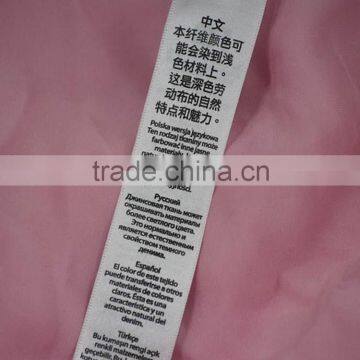 中文
本纤维颜色可
能会染到浅
色材料上。
这是深色劳
动布的自然
特点和魅力。
Polska wersja językowa
Ten rodzaj tkaniny może
farbować inne jasne
materiały.
trade.china.cn
Русский
Джинсовая ткань может
окрашивать материалы
более светлого цвета.
Это нормально и
является естественным
свойством темного
денима.
Español
El color de este tejido
puede transferirse a
otros materiales de colores
claros. Ésta es una
característica y un
atractivo natural del
denim.
Türkçe
Bu kumaşın rengi açık
renkli malzemelere